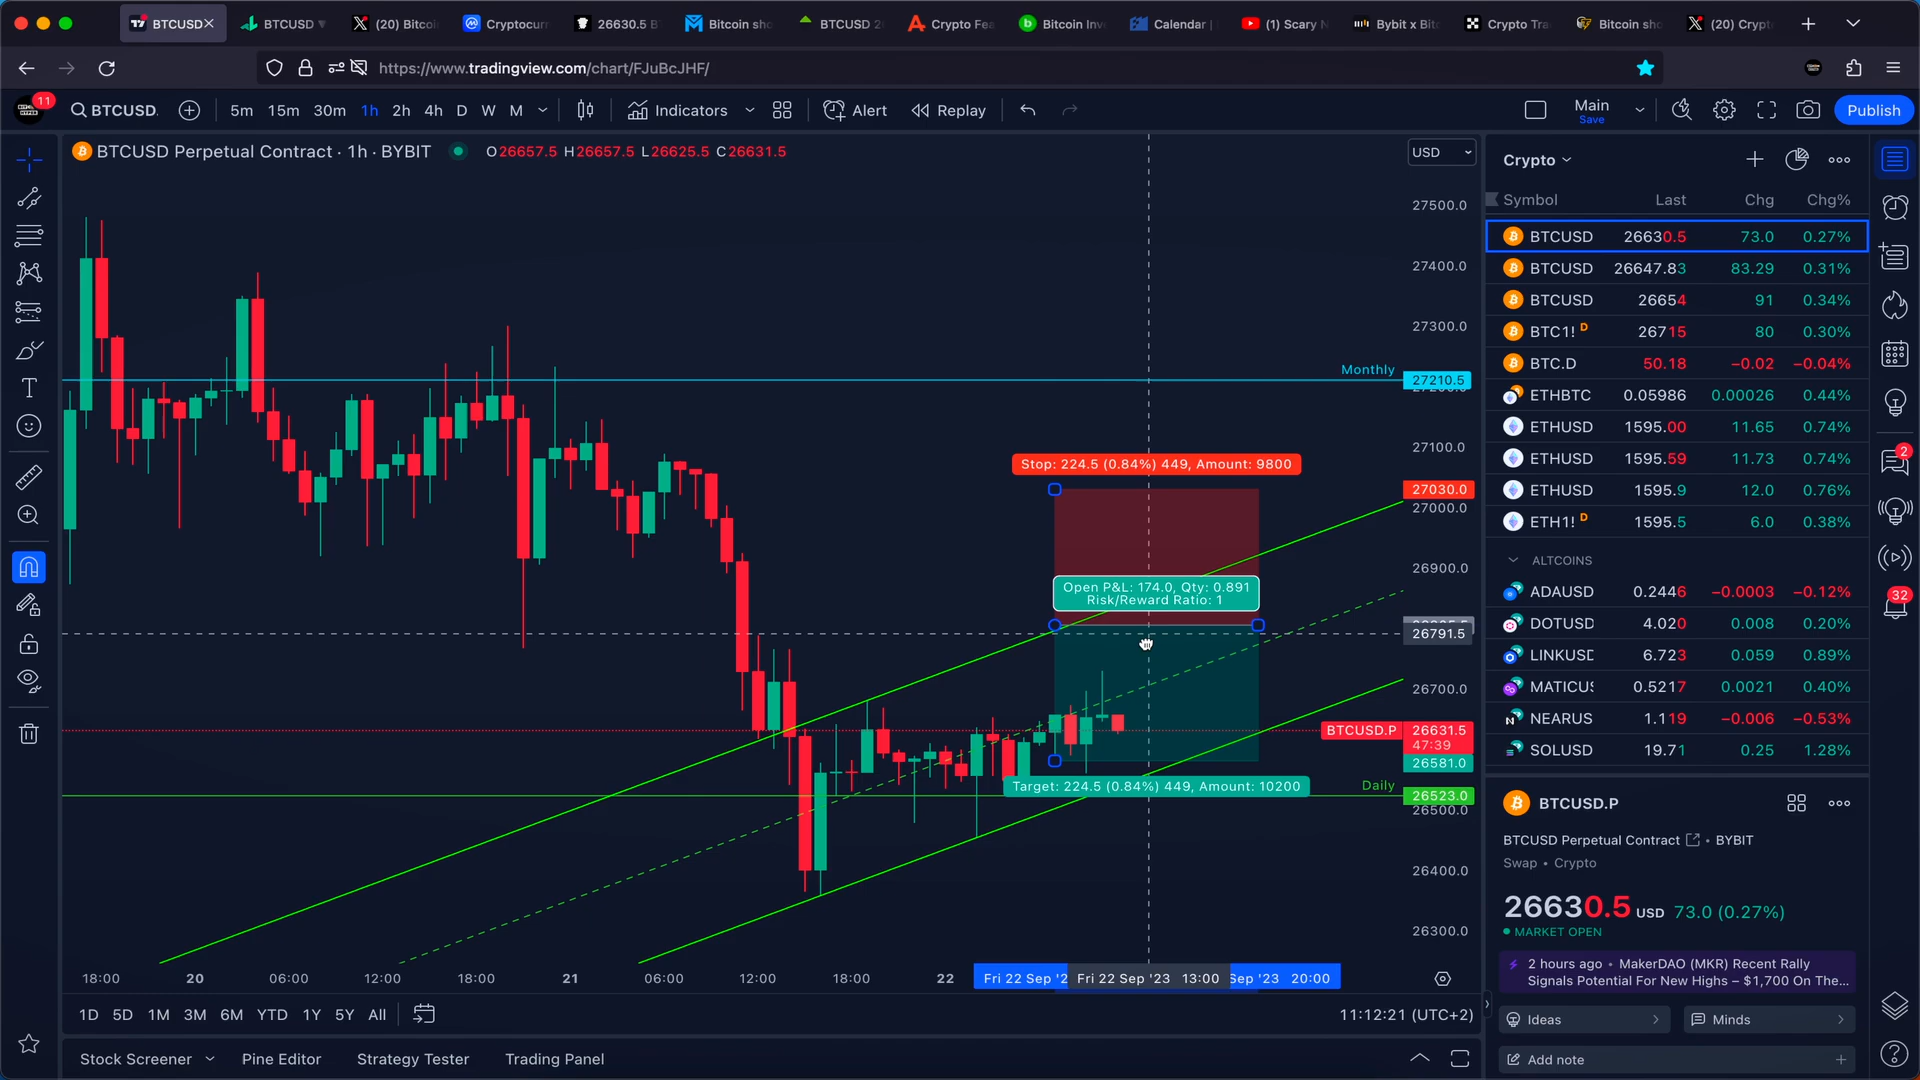 BTCUSD
BTCUSD
(20) Bitcoi
Cryptocurr
26630.5 B
Bitcoin sho
BTCUSD 2
Crypto Fea
Bitcoin Inv
Calendar |
(1) Scary N
Bybit x Bit
Crypto Tra
Bitcoin sho
(20) Crypt
https://www.tradingview.com/chart/FJuBcJHF/
11
BTCUSD.
5m 15m 30m 1h 2h 4h D W M
Indicators
Alert
Replay
Main
Save
Publish
BTCUSD Perpetual Contract · 1h · BYBIT
O26657.5 H26657.5 L26625.5 C26631.5
USD
27500.0
27400.0
27300.0
Monthly
27210.5
27100.0
Stop: 224.5 (0.84%) 449, Amount: 9800
27030.0
27000.0
26900.0
Open P&L: 174.0, Qty: 0.891
Risk/Reward Ratio: 1
26791.5
26700.0
BTCUSD.P
26631.5
47:39
26581.0
Target: 224.5 (0.84%) 449, Amount: 10200
Daily
26523.0
26500.0
26400.0
26300.0
18:00 20 06:00 12:00 18:00 21 06:00 12:00 18:00 22
Fri 22 Sep '2
Fri 22 Sep '23 13:00
Sep '23 20:00
1D 5D 1M 3M 6M YTD 1Y 5Y All
11:12:21 (UTC+2)
Stock Screener
Pine Editor
Strategy Tester
Trading Panel
Crypto
Symbol Last Chg Chg%
BTCUSD 26630.5 73.0 0.27%
BTCUSD 26647.83 83.29 0.31%
BTCUSD 26654 91 0.34%
BTC1! D 26715 80 0.30%
BTC.D 50.18 −0.02 −0.04%
ETHBTC 0.05986 0.00026 0.44%
ETHUSD 1595.00 11.65 0.74%
ETHUSD 1595.59 11.73 0.74%
ETHUSD 1595.9 12.0 0.76%
ETH1! D 1595.5 6.0 0.38%
ALTCOINS
ADAUSD 0.2446 −0.0003 −0.12%
DOTUSD 4.020 0.008 0.20%
LINKUSD 6.723 0.059 0.89%
MATICUS 0.5217 0.0021 0.40%
NEARUS 1.119 −0.006 −0.53%
SOLUSD 19.71 0.25 1.28%
BTCUSD.P
BTCUSD Perpetual Contract • BYBIT
Swap • Crypto
26630.5 USD 73.0 (0.27%)
MARKET OPEN
2 hours ago • MakerDAO (MKR) Recent Rally
Signals Potential For New Highs – $1,700 On The...
Ideas
Minds
Add note
2
32